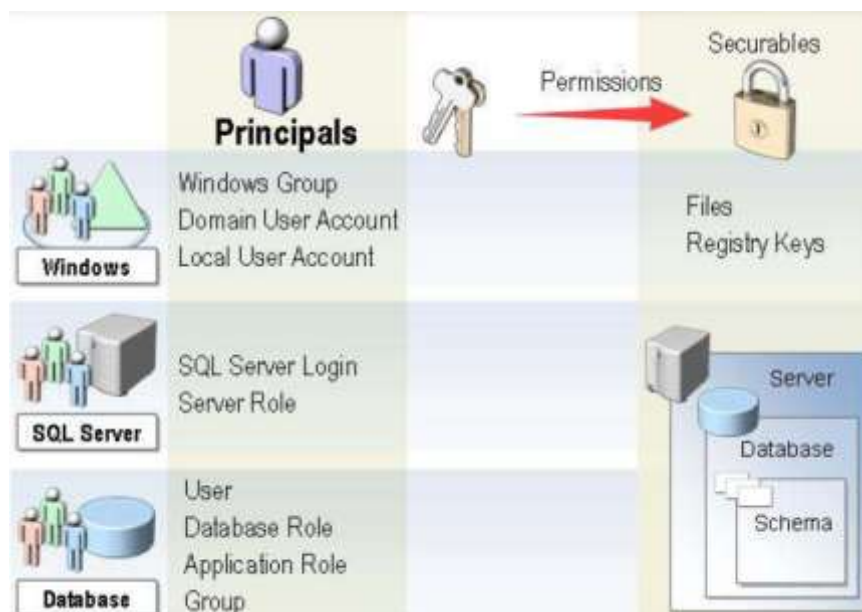 Securables
Permissions
Principals
Windows Group
Domain User Account
Local User Account
Files
Registry Keys
Windows
SQL Server Login
Server Role
Server
SQL Server
Database
User
Database Role
Schema
Application Role
Database
Group